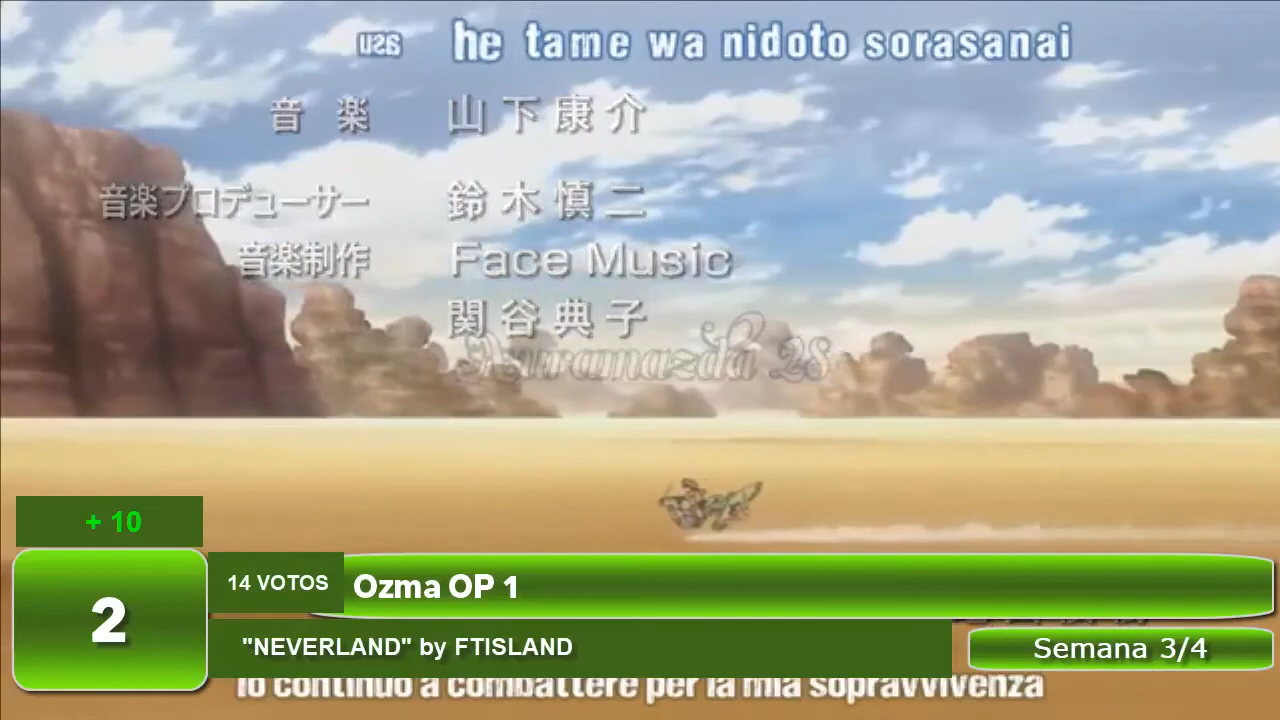 he tame wa nidoto sorasanai
音 楽 山下康介
音楽プロデューサー 鈴木慎二
音楽制作 Face Music
関谷典子
Asuramazda 28
+ 10
2
14 VOTOS
Ozma OP 1
"NEVERLAND" by FTISLAND
Semana 3/4
Io continuo a combattere per la mia sopravvivenza